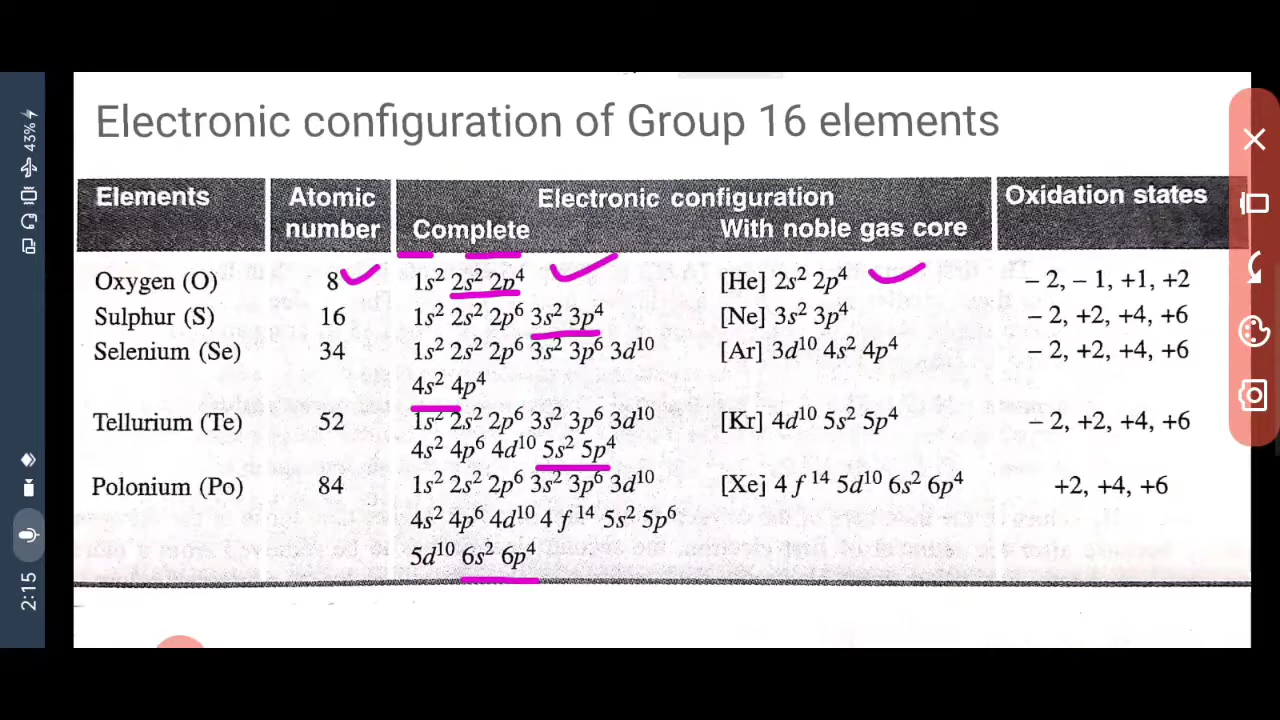 43%
2:15
Electronic configuration of Group 16 elements
Elements Atomic number Electronic configuration Oxidation states
Complete With noble gas core
Oxygen (O) 8 1s² 2s² 2p⁴ [He] 2s² 2p⁴ – 2, – 1, +1, +2
Sulphur (S) 16 1s² 2s² 2p⁶ 3s² 3p⁴ [Ne] 3s² 3p⁴ – 2, +2, +4, +6
Selenium (Se) 34 1s² 2s² 2p⁶ 3s² 3p⁶ 3d¹⁰ [Ar] 3d¹⁰ 4s² 4p⁴ – 2, +2, +4, +6
4s² 4p⁴
Tellurium (Te) 52 1s² 2s² 2p⁶ 3s² 3p⁶ 3d¹⁰ [Kr] 4d¹⁰ 5s² 5p⁴ – 2, +2, +4, +6
4s² 4p⁶ 4d¹⁰ 5s² 5p⁴
Polonium (Po) 84 1s² 2s² 2p⁶ 3s² 3p⁶ 3d¹⁰ [Xe] 4f¹⁴ 5d¹⁰ 6s² 6p⁴ +2, +4, +6
4s² 4p⁶ 4d¹⁰ 4f¹⁴ 5s² 5p⁶
5d¹⁰ 6s² 6p⁴